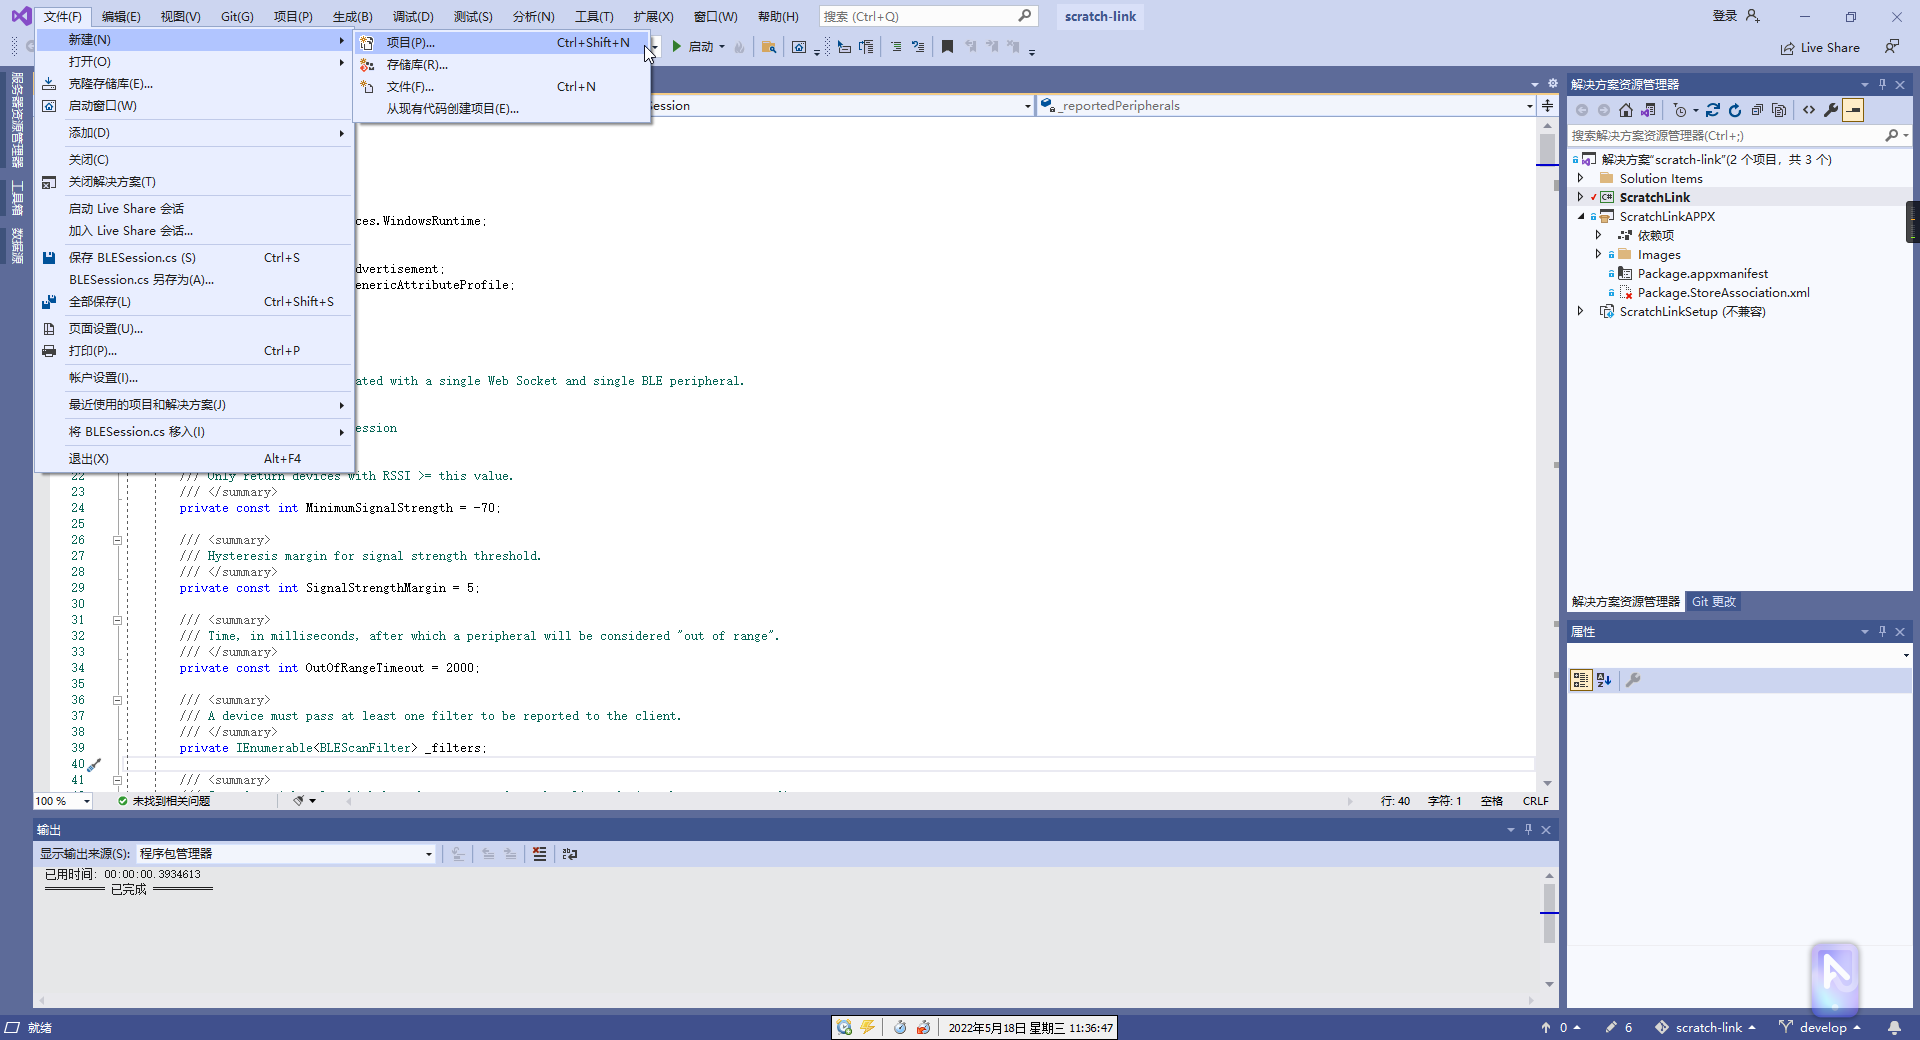 文件(F) 编辑(E) 视图(V) Git(G) 项目(P) 生成(B) 调试(D) 测试(S) 分析(N) 工具(T) 扩展(X) 窗口(W) 帮助(H) 搜索 (Ctrl+Q) scratch-link 登录
启动 Live Share
新建(N)
打开(O)
克隆存储库(E)...
启动窗口(W)
添加(D)
关闭(C)
关闭解决方案(T)
启动 Live Share 会话
加入 Live Share 会话...
保存 BLESession.cs (S) Ctrl+S
BLESession.cs 另存为(A)...
全部保存(L) Ctrl+Shift+S
页面设置(U)...
打印(P)... Ctrl+P
帐户设置(I)...
最近使用的项目和解决方案(J)
将 BLESession.cs 移入(I)
退出(X) Alt+F4
项目(P)... Ctrl+Shift+N
存储库(R)...
文件(F)... Ctrl+N
从现有代码创建项目(E)...
服务器资源管理器
工具箱
数据源
ession _reportedPeripherals
ces.WindowsRuntime;
dvertisement;
enericAttributeProfile;
ated with a single Web Socket and single BLE peripheral.
ession
22 /// Only return devices with RSSI >= this value.
23 /// </summary>
24 private const int MinimumSignalStrength = -70;
25
26 /// <summary>
27 /// Hysteresis margin for signal strength threshold.
28 /// </summary>
29 private const int SignalStrengthMargin = 5;
30
31 /// <summary>
32 /// Time, in milliseconds, after which a peripheral will be considered "out of range".
33 /// </summary>
34 private const int OutOfRangeTimeout = 2000;
35
36 /// <summary>
37 /// A device must pass at least one filter to be reported to the client.
38 /// </summary>
39 private IEnumerable<BLEScanFilter> _filters;
40
41 /// <summary>
100 % 未找到相关问题 行: 40 字符: 1 空格 CRLF
输出
显示输出来源(S): 程序包管理器
已用时间: 00:00:00.3934613
========== 已完成 ==========
解决方案资源管理器
搜索解决方案资源管理器(Ctrl+;)
解决方案"scratch-link"(2 个项目，共 3 个)
Solution Items
ScratchLink
ScratchLinkAPPX
依赖项
Images
Package.appxmanifest
Package.StoreAssociation.xml
ScratchLinkSetup (不兼容)
解决方案资源管理器 Git 更改
属性
就绪 2022年5月18日 星期三 11:36:47 0 6 scratch-link develop